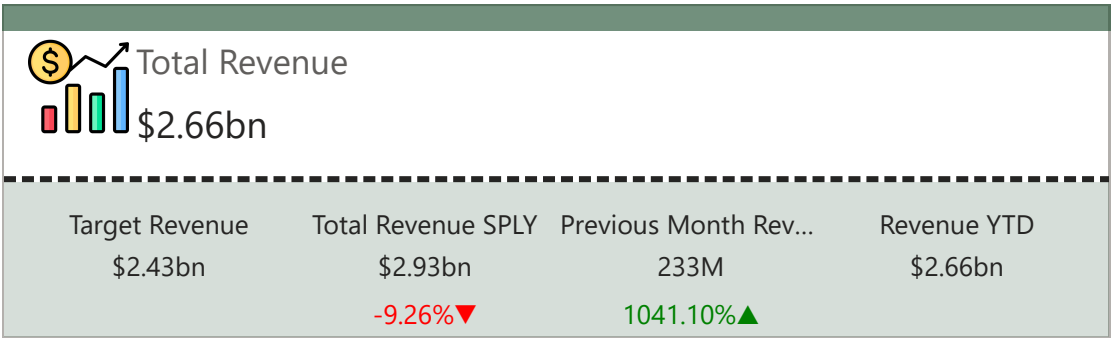 $
Total Revenue
$2.66bn
Target Revenue
$2.43bn
Total Revenue SPLY
$2.93bn
-9.26%▼
Previous Month Rev...
233M
1041.10%▲
Revenue YTD
$2.66bn